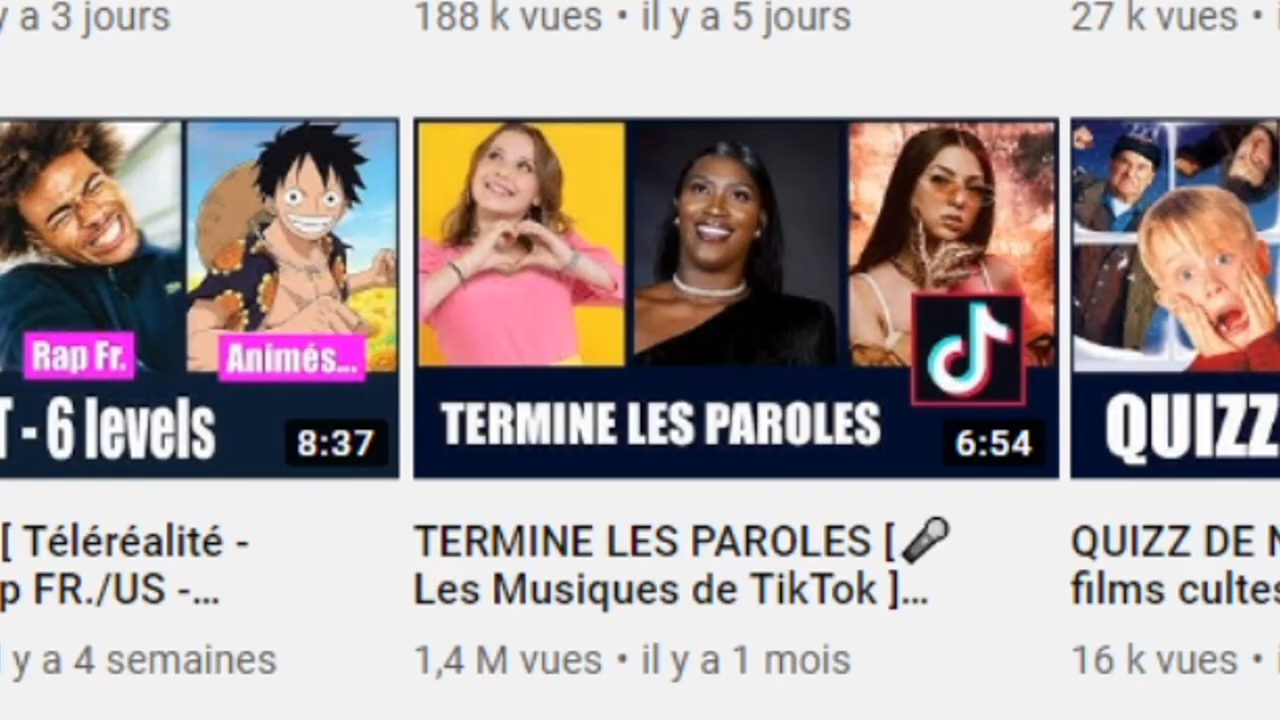 y a 3 jours
188 k vues • il y a 5 jours
27 k vues •
Rap Fr.
Animés...
T - 6 levels
8:37
TERMINE LES PAROLES
6:54
QUIZZ
[ Téléréalité -
p FR./US -...
TERMINE LES PAROLES [ 🎤
Les Musiques de TikTok ]...
QUIZZ DE N
films cultes
l y a 4 semaines
1,4 M vues • il y a 1 mois
16 k vues •